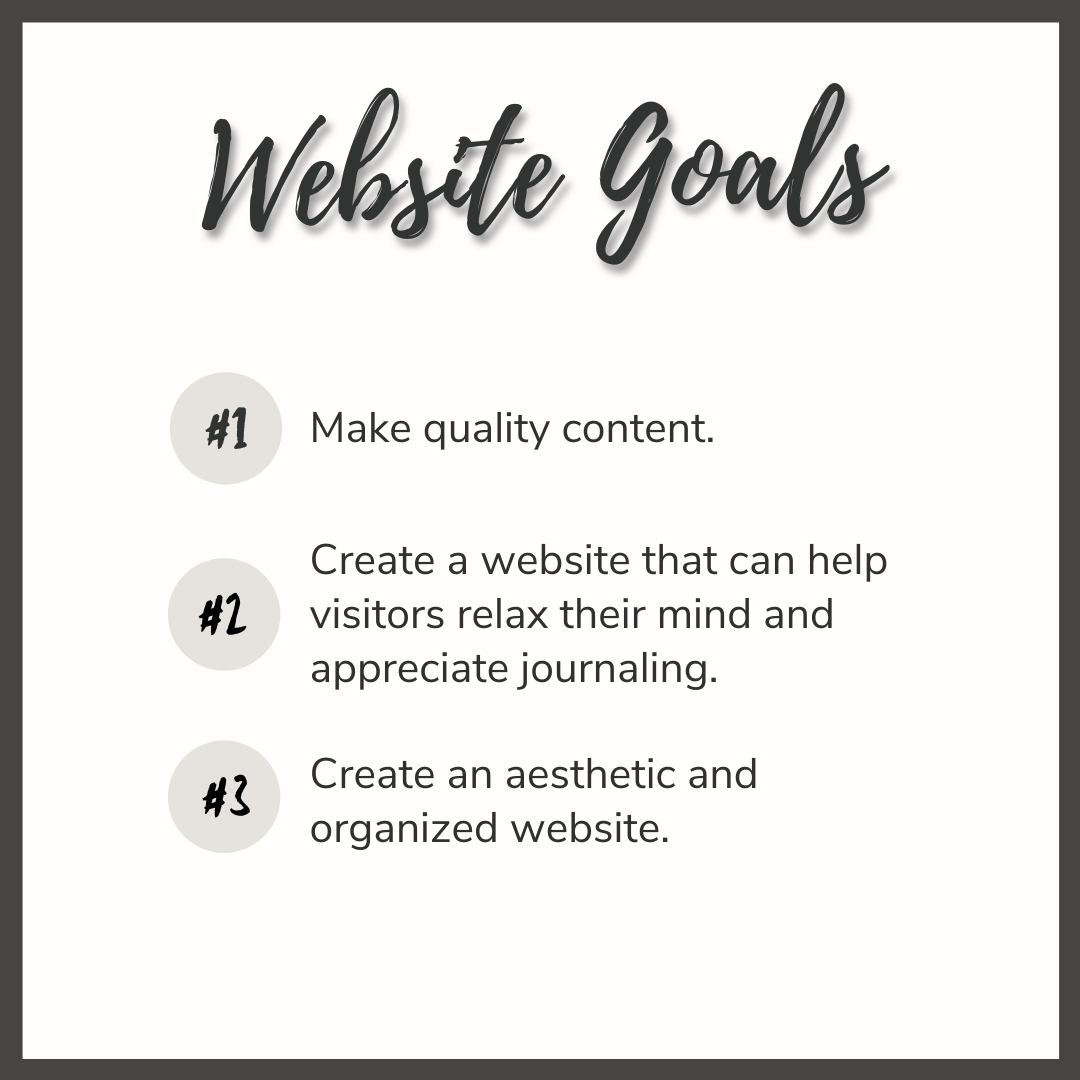 Website Goals
#1
Make quality content.
#2
Create a website that can help
visitors relax their mind and
appreciate journaling.
#3
Create an aesthetic and
organized website.